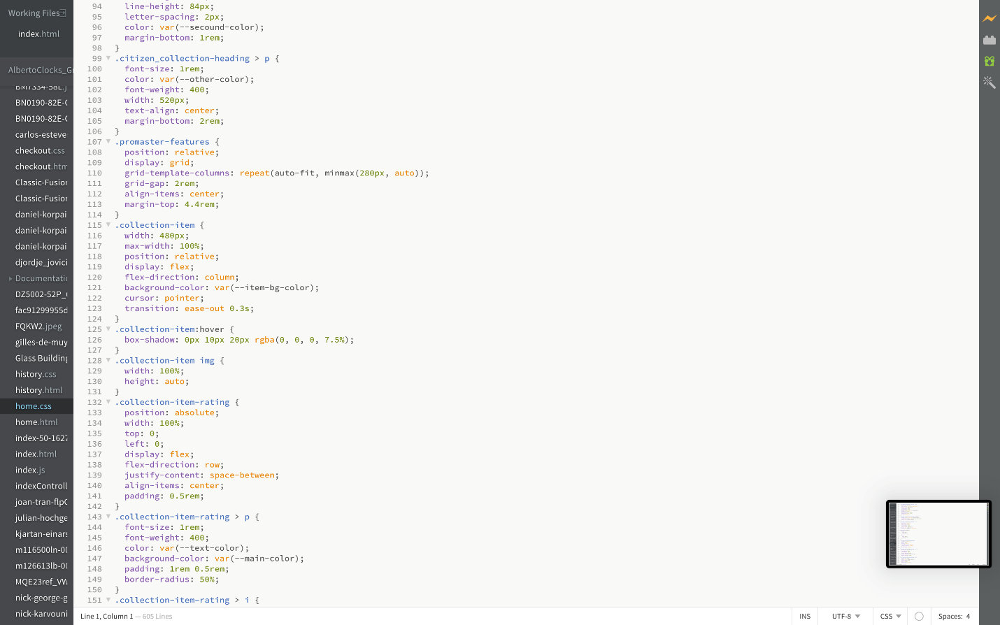 Working Files
index.html
AlbertoClocks_G
BM7334-58L.j
BN0190-82E-
BN0190-82E-
carlos-esteve
checkout.css
checkout.htm
Classic-Fusion
Classic-Fusion
daniel-korpai
daniel-korpai
daniel-korpai
djordje_jovici
Documentatio
DZ5002-52P_
fac91299955d
FQKW2.jpeg
gilles-de-muy
Glass Building
history.css
history.html
home.css
home.html
index-50-1627
index.html
index.js
indexControll
joan-tran-flp
julian-hochge
kjartan-einars
m116500ln-00
m126613lb-00
MQE23ref_VW
nick-george-g
nick-karvouni
94 line-height: 84px;
95 letter-spacing: 2px;
96 color: var(--secound-color);
97 margin-bottom: 1rem;
98 }
99 .citizen_collection-heading > p {
100 font-size: 1rem;
101 color: var(--other-color);
102 font-weight: 400;
103 width: 520px;
104 text-align: center;
105 margin-bottom: 2rem;
106 }
107 .promaster-features {
108 position: relative;
109 display: grid;
110 grid-template-columns: repeat(auto-fit, minmax(280px, auto));
111 grid-gap: 2rem;
112 align-items: center;
113 margin-top: 4.4rem;
114 }
115 .collection-item {
116 width: 480px;
117 max-width: 100%;
118 position: relative;
119 display: flex;
120 flex-direction: column;
121 background-color: var(--item-bg-color);
122 cursor: pointer;
123 transition: ease-out 0.3s;
124 }
125 .collection-item:hover {
126 box-shadow: 0px 10px 20px rgba(0, 0, 0, 7.5%);
127 }
128 .collection-item img {
129 width: 100%;
130 height: auto;
131 }
132 .collection-item-rating {
133 position: absolute;
134 width: 100%;
135 top: 0;
136 left: 0;
137 display: flex;
138 flex-direction: row;
139 justify-content: space-between;
140 align-items: center;
141 padding: 0.5rem;
142 }
143 .collection-item-rating > p {
144 font-size: 1rem;
145 font-weight: 400;
146 color: var(--text-color);
147 background-color: var(--main-color);
148 padding: 1rem 0.5rem;
149 border-radius: 50%;
150 }
151 .collection-item-rating > i {
Line 1, Column 1 — 605 Lines
INS
UTF-8
CSS
Spaces: 4